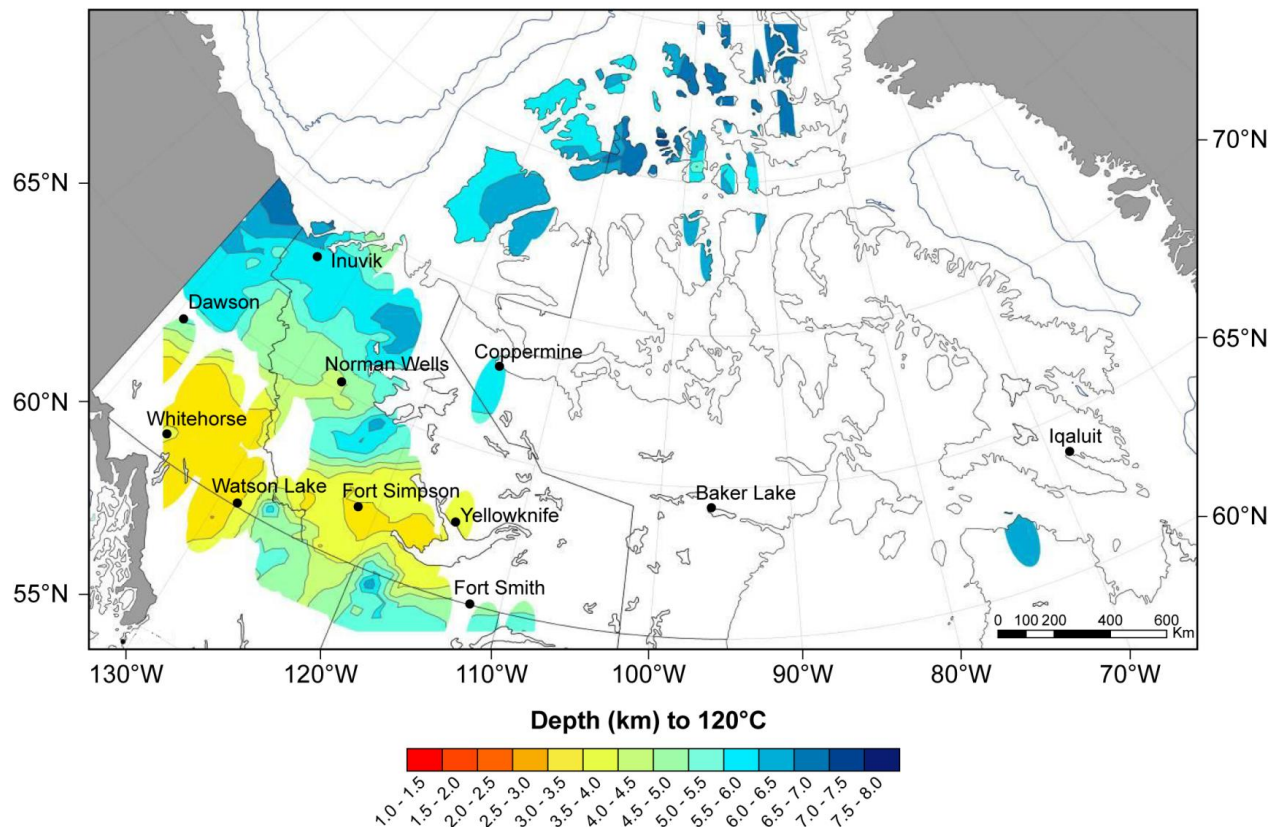 70°N
65°N
Inuvik
Dawson
65°N
Norman Wells
Coppermine
60°N
Whitehorse
Iqaluit
Watson Lake
Fort Simpson
Baker Lake
Yellowknife
60°N
Fort Smith
55°N
0 100 200 400 600
Km
130°W 120°W 110°W 100°W 90°W 80°W 70°W
Depth (km) to 120°C
1.0 - 1.5
1.5 - 2.0
2.0 - 2.5
2.5 - 3.0
3.0 - 3.5
3.5 - 4.0
4.0 - 4.5
4.5 - 5.0
5.0 - 5.5
5.5 - 6.0
6.0 - 6.5
6.5 - 7.0
7.0 - 7.5
7.5 - 8.0